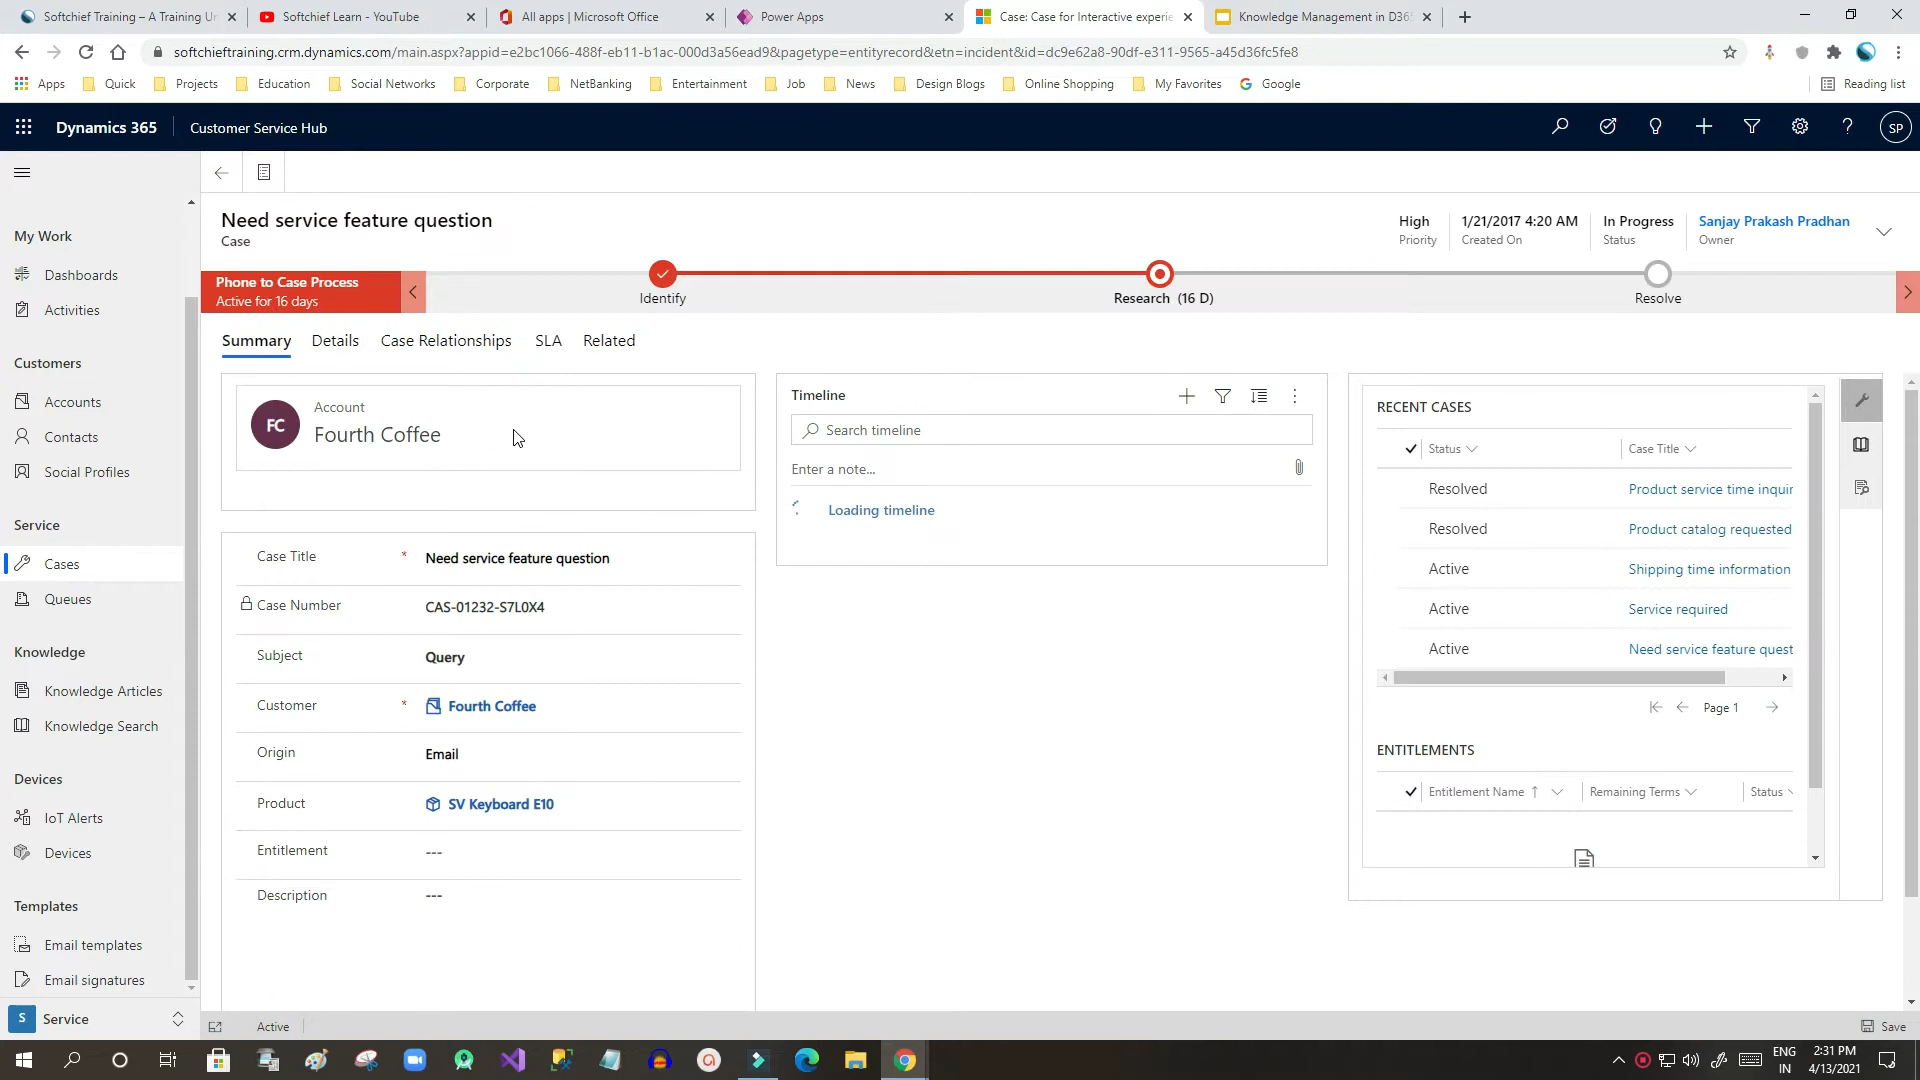 Softchief Training – A Training Ur
Softchief Learn - YouTube
All apps | Microsoft Office
Power Apps
Case: Case for Interactive experie
Knowledge Management in D365
softchieftraining.crm.dynamics.com/main.aspx?appid=e2bc1066-488f-eb11-b1ac-000d3a56ead9&pagetype=entityrecord&etn=incident&id=dc9e62a8-90df-e311-9565-a45d36fc5fe8
Apps
Quick
Projects
Education
Social Networks
Corporate
NetBanking
Entertainment
Job
News
Design Blogs
Online Shopping
My Favorites
Google
Reading list
Dynamics 365
Customer Service Hub
SP
Need service feature question
Case
High
Priority
1/21/2017 4:20 AM
Created On
In Progress
Status
Sanjay Prakash Pradhan
Owner
Phone to Case Process
Active for 16 days
Identify
Research (16 D)
Resolve
My Work
Dashboards
Activities
Customers
Accounts
Contacts
Social Profiles
Service
Cases
Queues
Knowledge
Knowledge Articles
Knowledge Search
Devices
IoT Alerts
Devices
Templates
Email templates
Email signatures
S
Service
Summary
Details
Case Relationships
SLA
Related
FC
Account
Fourth Coffee
Case Title
*
Need service feature question
Case Number
CAS-01232-S7L0X4
Subject
Query
Customer
*
Fourth Coffee
Origin
Email
Product
SV Keyboard E10
Entitlement
---
Description
---
Timeline
Search timeline
Enter a note...
Loading timeline
RECENT CASES
Status
Case Title
Resolved
Product service time inquir
Resolved
Product catalog requested
Active
Shipping time information
Active
Service required
Active
Need service feature quest
Page 1
ENTITLEMENTS
Entitlement Name
Remaining Terms
Status
Active
Save
ENG
IN
2:31 PM
4/13/2021